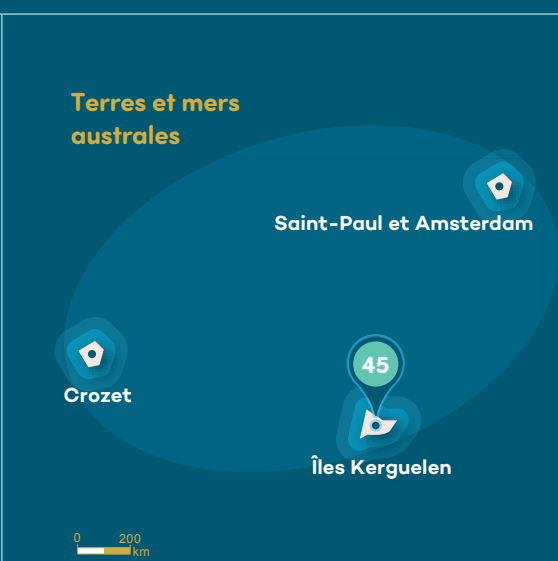 Terres et mers
australes
Saint-Paul et Amsterdam
45
Crozet
Îles Kerguelen
0 200
km